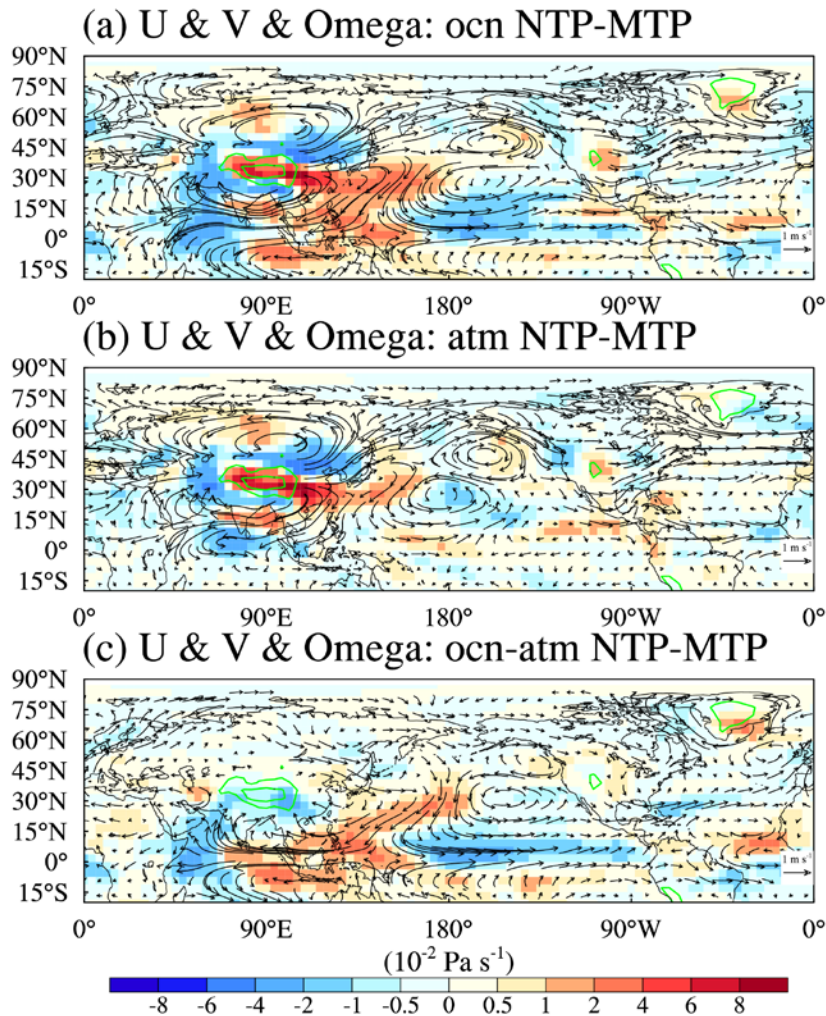 (a) U & V & Omega: ocn NTP-MTP
90°N
75°N
60°N
45°N
30°N
15°N
0°
15°S
1 m s⁻¹
0° 90°E 180° 90°W 0°
(b) U & V & Omega: atm NTP-MTP
90°N
75°N
60°N
45°N
30°N
15°N
0°
15°S
1 m s⁻¹
0° 90°E 180° 90°W 0°
(c) U & V & Omega: ocn-atm NTP-MTP
90°N
75°N
60°N
45°N
30°N
15°N
0°
15°S
1 m s⁻¹
0° 90°E 180° 90°W 0°
(10⁻² Pa s⁻¹)
-8 -6 -4 -2 -1 -0.5 0 0.5 1 2 4 6 8